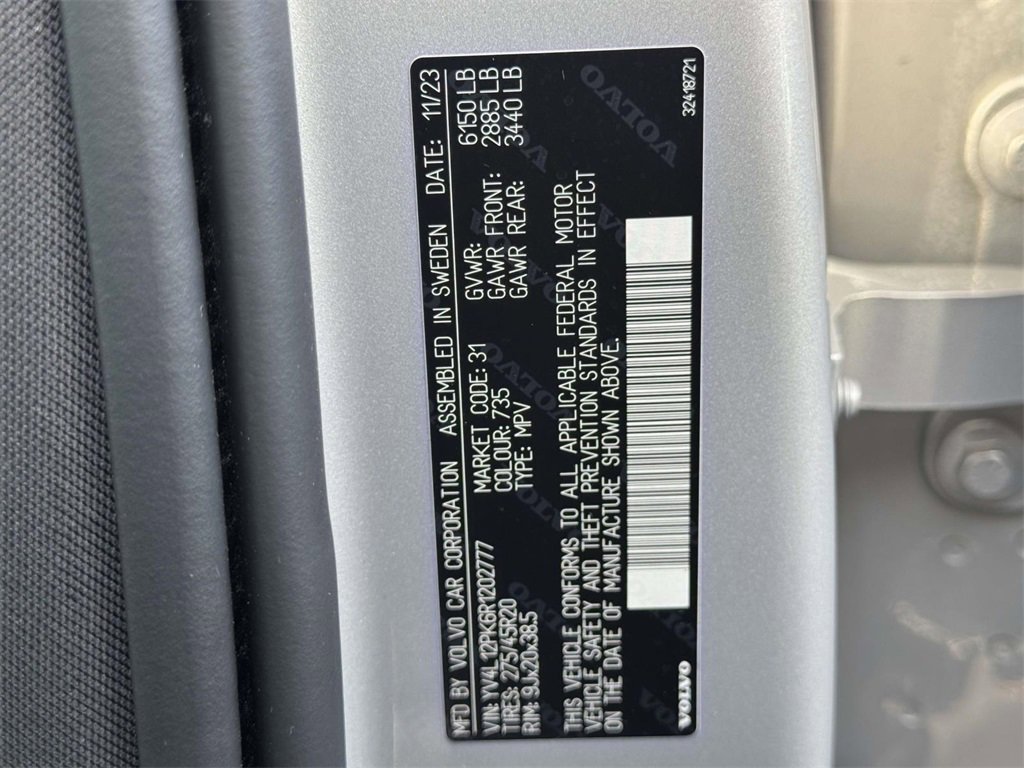 MFD BY VOLVO CAR CORPORATION ASSEMBLED IN SWEDEN DATE: 11/23
VIN: YV4L12PK6R1202777 MARKET CODE: 31 GVWR: 6150 LB
TIRES: 275/45R20 COLOUR: 735 GAWR FRONT: 2885 LB
RIM: 9Jx20x38.5 TYPE: MPV GAWR REAR: 3440 LB
THIS VEHICLE CONFORMS TO ALL APPLICABLE FEDERAL MOTOR
VEHICLE SAFETY AND THEFT PREVENTION STANDARDS IN EFFECT
ON THE DATE OF MANUFACTURE SHOWN ABOVE.
VOLVO 32418721